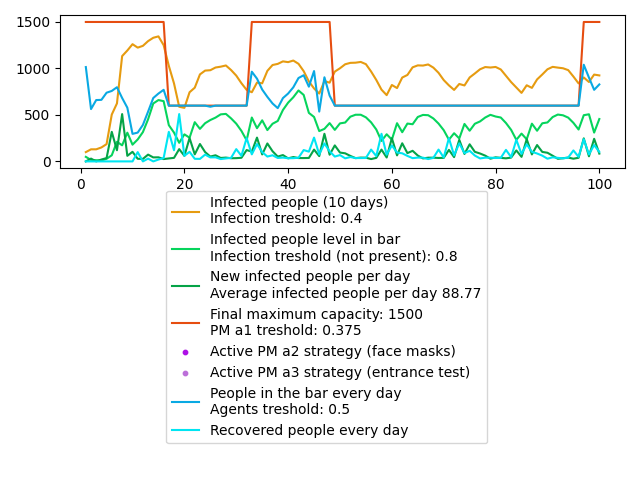 1500
1000
500
0
0
20
40
60
80
100
Infected people (10 days)
Infection treshold: 0.4
Infected people level in bar
Infection treshold (not present): 0.8
New infected people per day
Average infected people per day 88.77
Final maximum capacity: 1500
PM a1 treshold: 0.375
Active PM a2 strategy (face masks)
Active PM a3 strategy (entrance test)
People in the bar every day
Agents treshold: 0.5
Recovered people every day